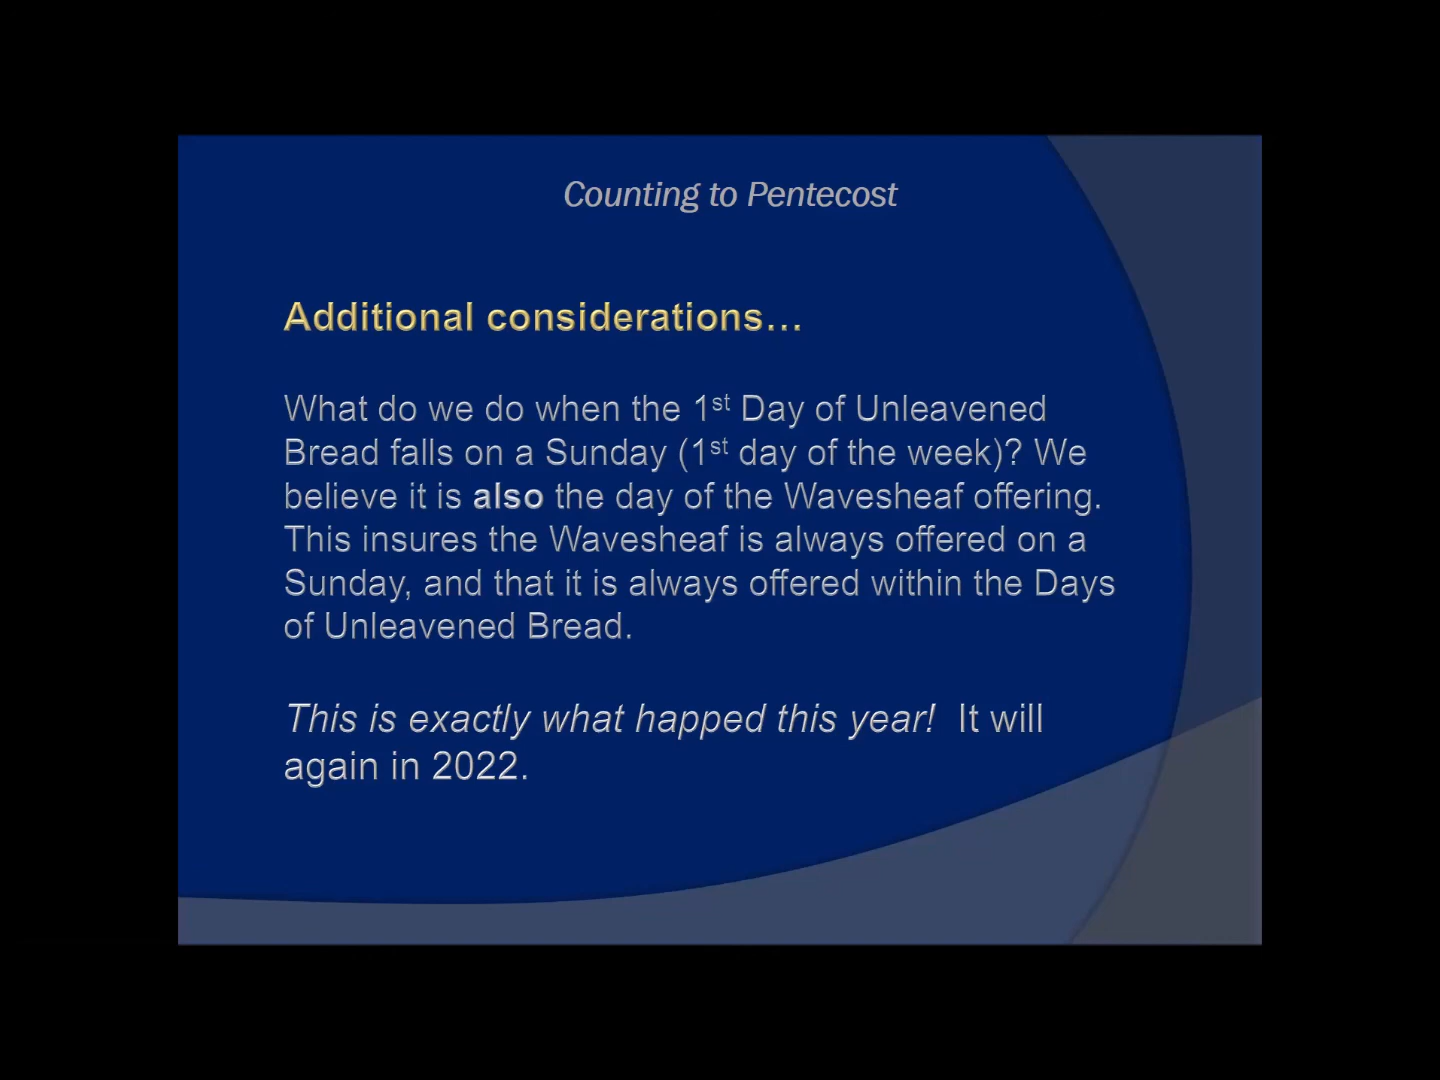 Counting to Pentecost
Additional considerations…
What do we do when the 1st Day of Unleavened
Bread falls on a Sunday (1st day of the week)? We
believe it is also the day of the Wavesheaf offering.
This insures the Wavesheaf is always offered on a
Sunday, and that it is always offered within the Days
of Unleavened Bread.
This is exactly what happed this year!  It will
again in 2022.